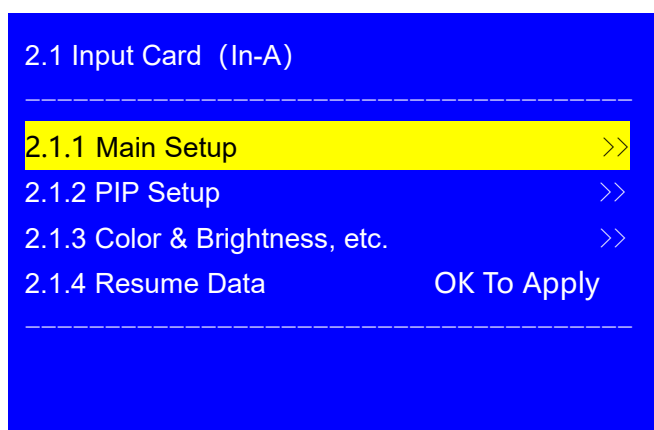 2.1 Input Card（In-A）
2.1.1 Main Setup >>
2.1.2 PIP Setup >>
2.1.3 Color & Brightness, etc. >>
2.1.4 Resume Data OK To Apply